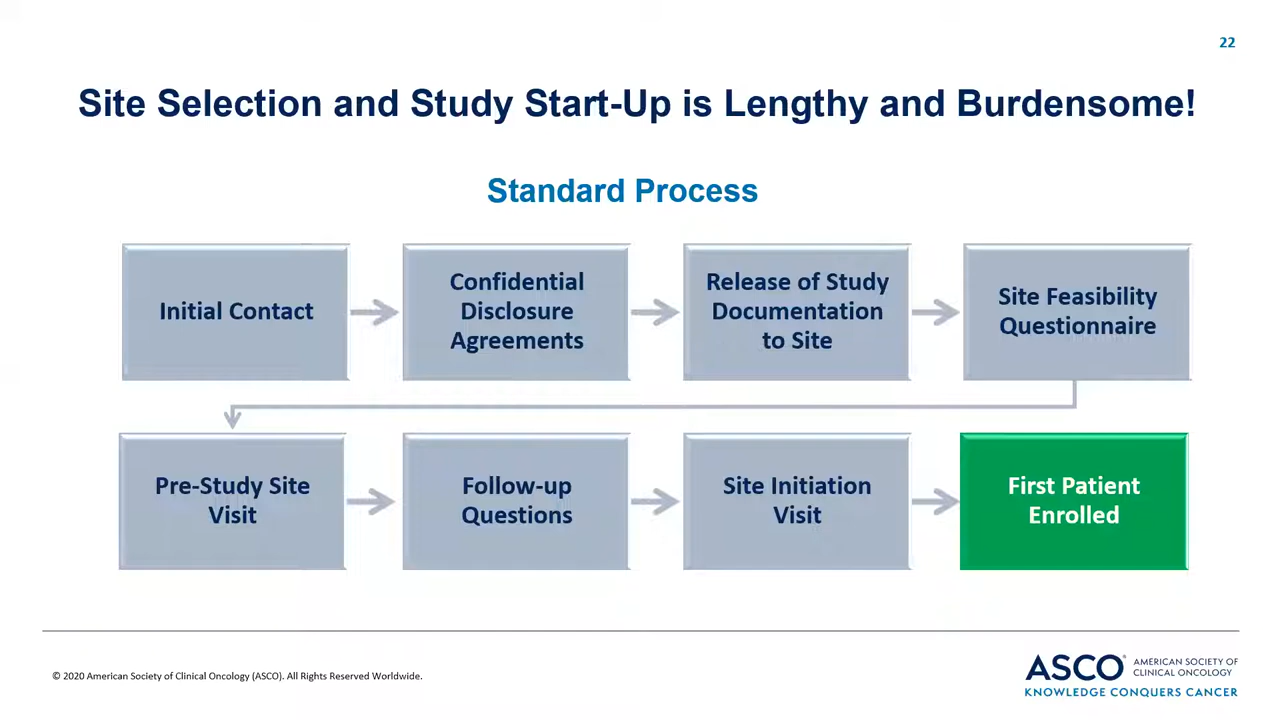 22
Site Selection and Study Start-Up is Lengthy and Burdensome!
Standard Process
Initial Contact
Confidential
Disclosure
Agreements
Release of Study
Documentation
to Site
Site Feasibility
Questionnaire
Pre-Study Site
Visit
Follow-up
Questions
Site Initiation
Visit
First Patient
Enrolled
© 2020 American Society of Clinical Oncology (ASCO). All Rights Reserved Worldwide.
ASCO®
AMERICAN SOCIETY OF
CLINICAL ONCOLOGY
KNOWLEDGE CONQUERS CANCER